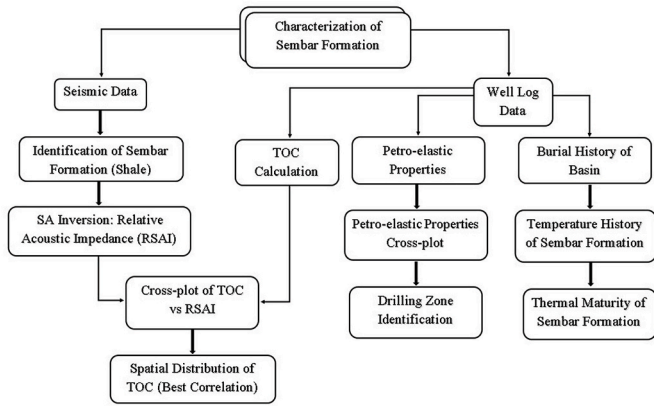 Characterization of
Sembar Formation
Seismic Data
Well Log
Data
Identification of Sembar
Formation (Shale)
TOC
Calculation
Petro-elastic
Properties
Burial History of
Basin
SA Inversion: Relative
Acoustic Impedance (RSAI)
Petro-elastic Properties
Cross-plot
Temperature History
of Sembar Formation
Cross-plot of TOC
vs RSAI
Drilling Zone
Identification
Thermal Maturity of
Sembar Formation
Spatial Distribution of
TOC (Best Correlation)